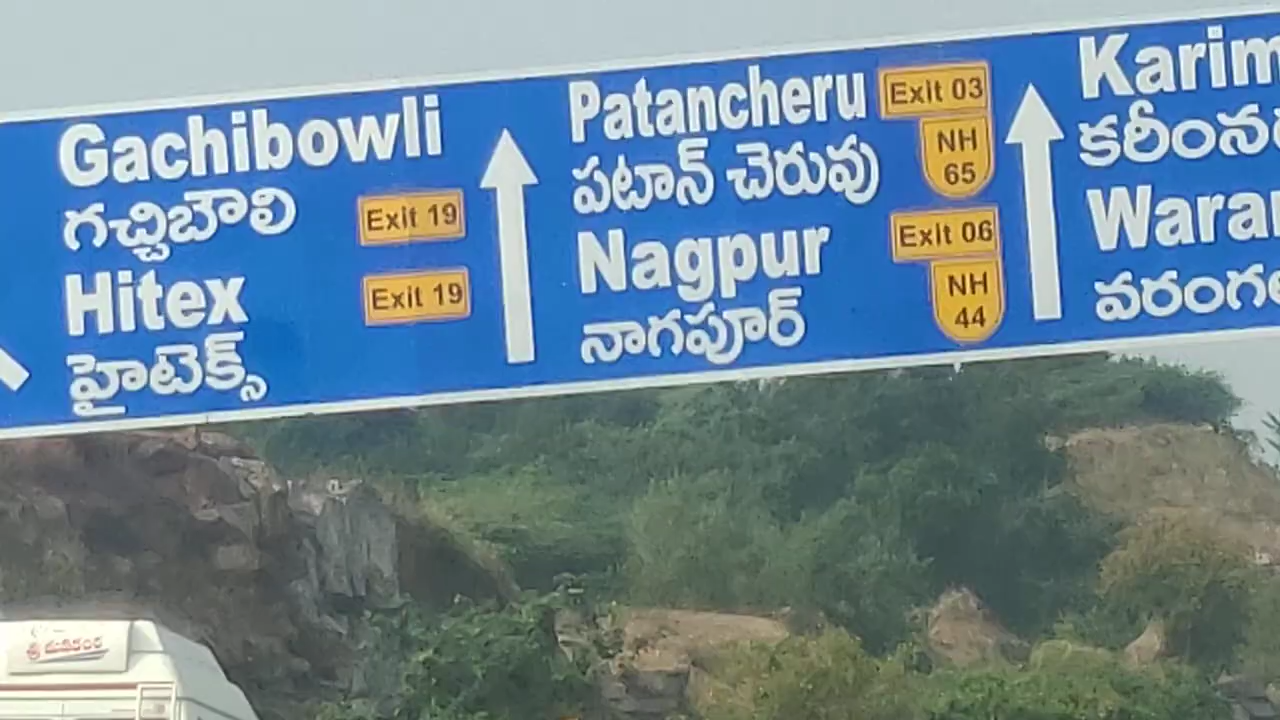 Gachibowli
గచ్చిబౌలి
Exit 19
Hitex
హైటెక్స్
Exit 19
Patancheru
పటాన్ చెరువు
Exit 03
NH
65
Nagpur
నాగపూర్
Exit 06
NH
44
Karim
కరీంన
Waran
వరంగల
శ్రీ